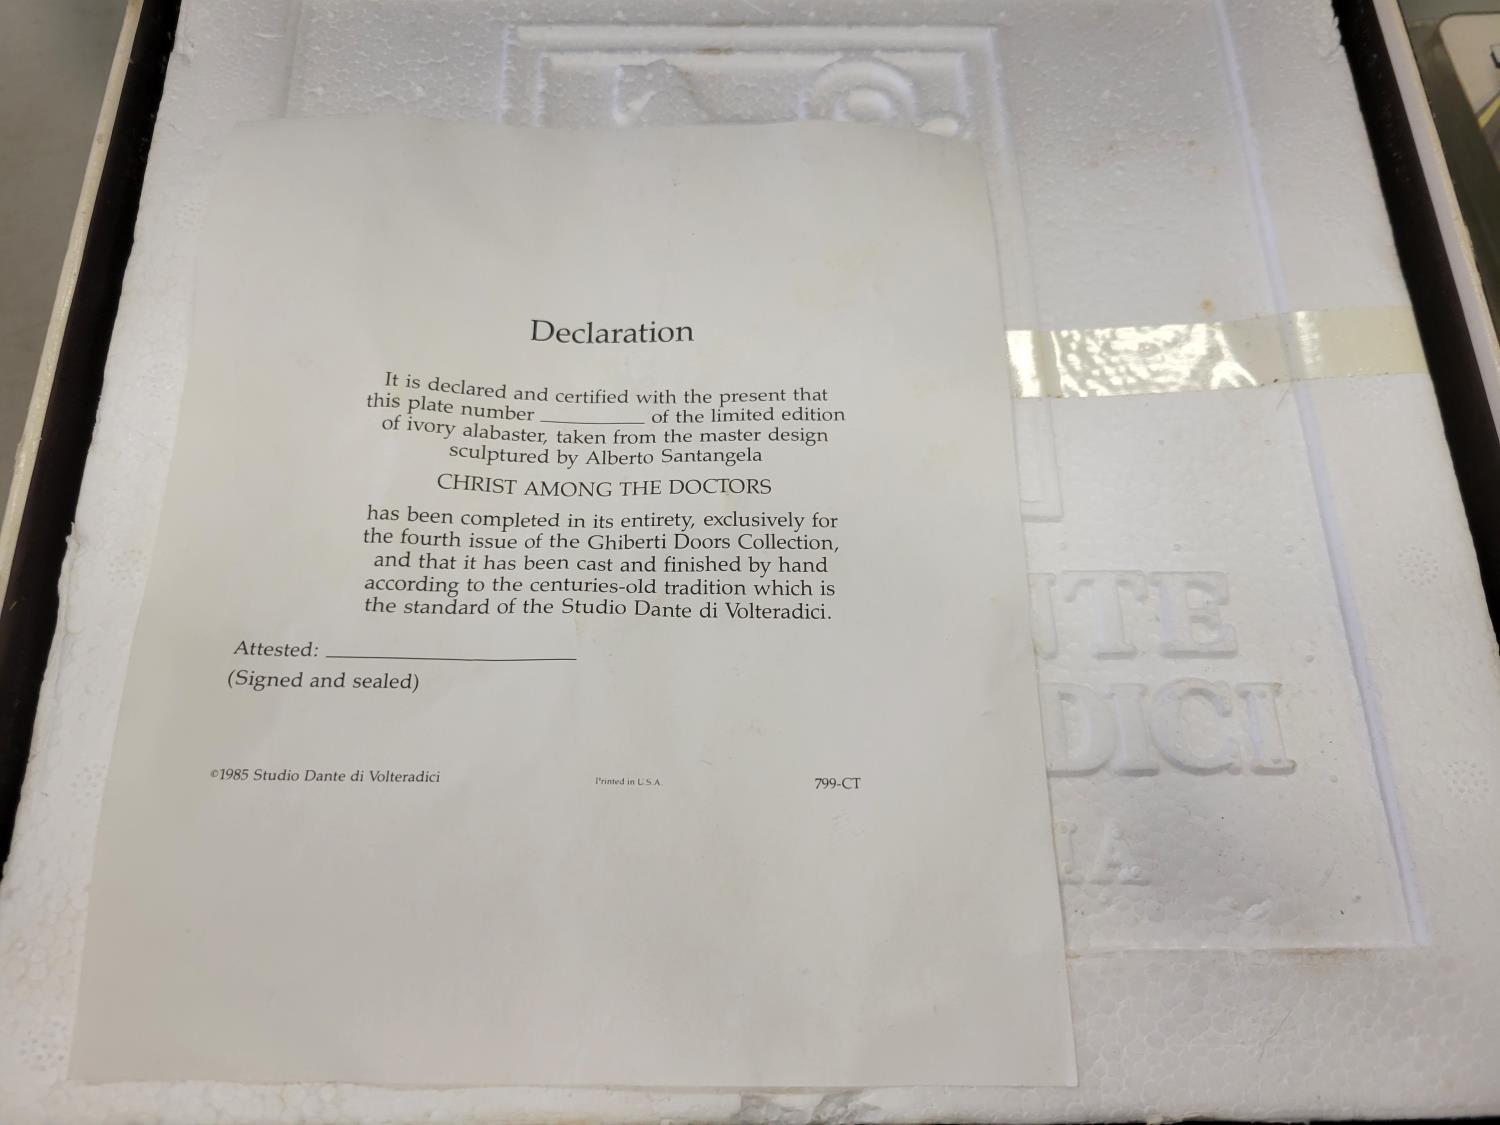 Declaration
It is declared and certified with the present that
this plate number __________ of the limited edition
of ivory alabaster, taken from the master design
sculptured by Alberto Santangela
CHRIST AMONG THE DOCTORS
has been completed in its entirety, exclusively for
the fourth issue of the Ghiberti Doors Collection,
and that it has been cast and finished by hand
according to the centuries-old tradition which is
the standard of the Studio Dante di Volteradici.
Attested: ________________________
(Signed and sealed)
©1985 Studio Dante di Volteradici
Printed in U.S.A.
799-CT
NTE
DICI
I.A.